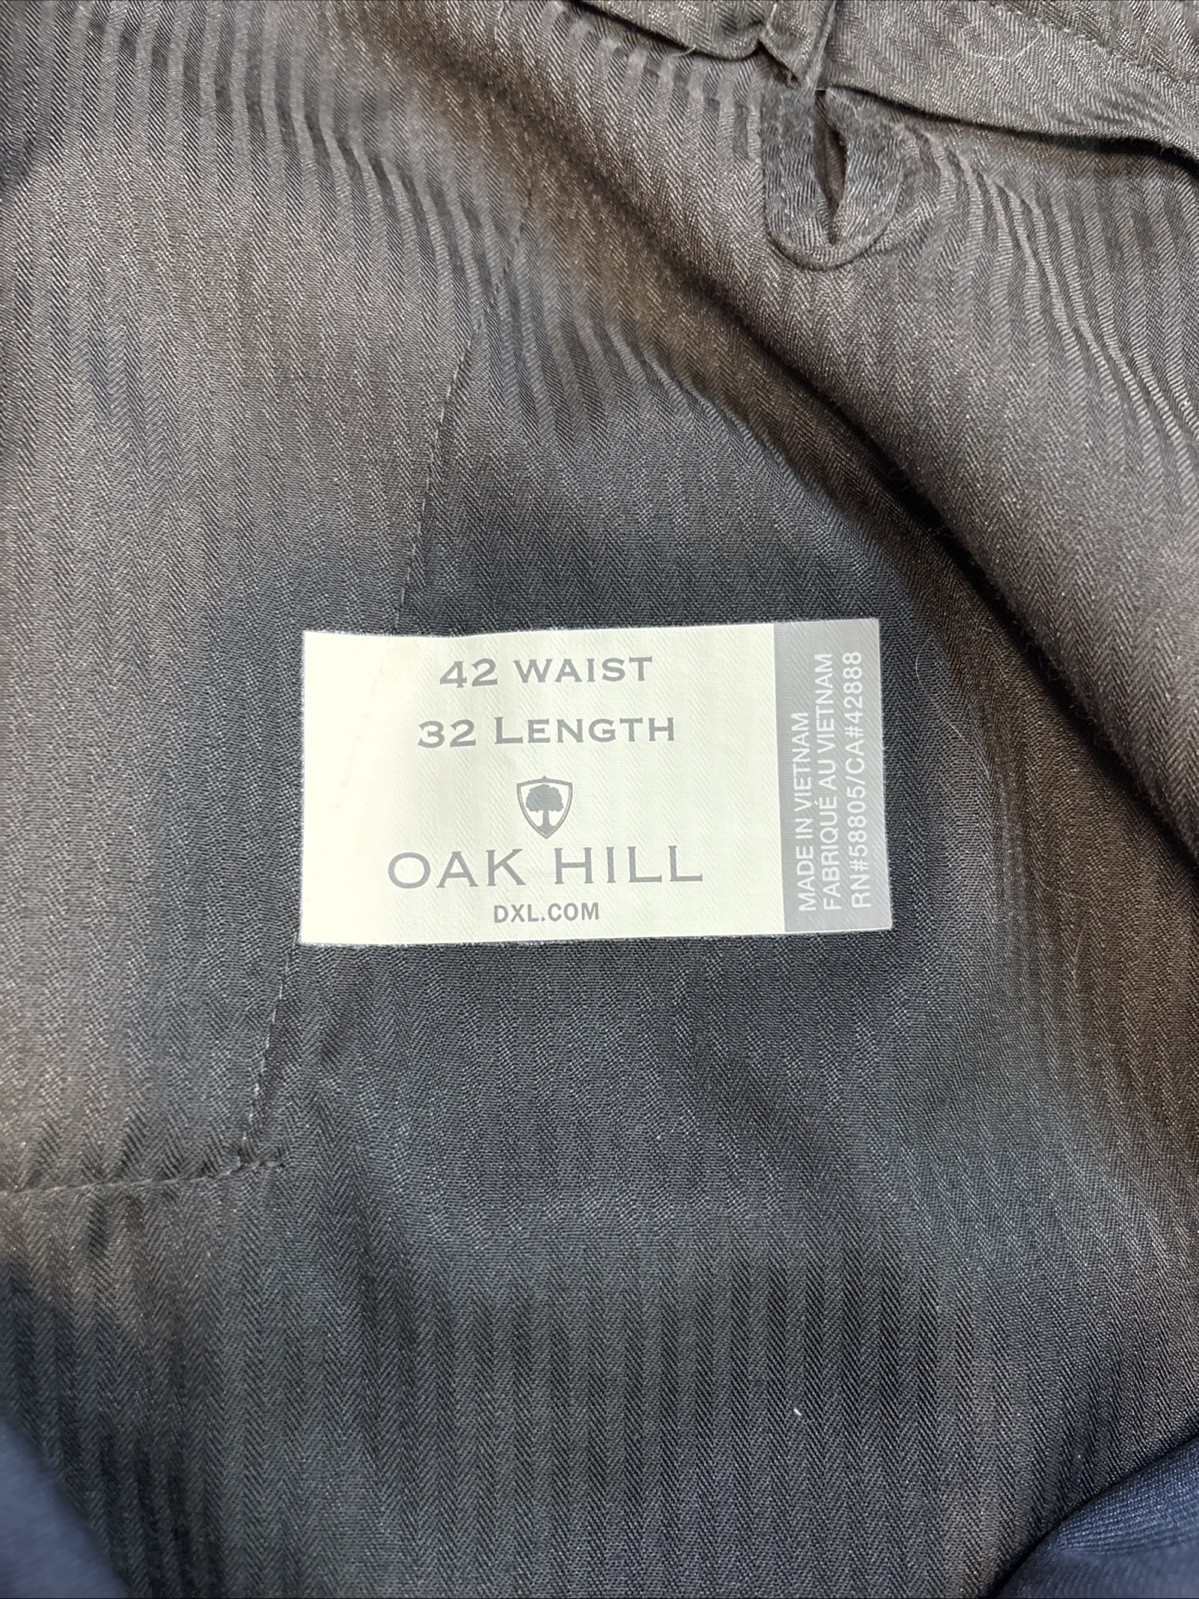 42 WAIST
32 LENGTH
OAK HILL
DXL.COM
MADE IN VIETNAM
FABRIQUÉ AU VIETNAM
RN#58805/CA#42888